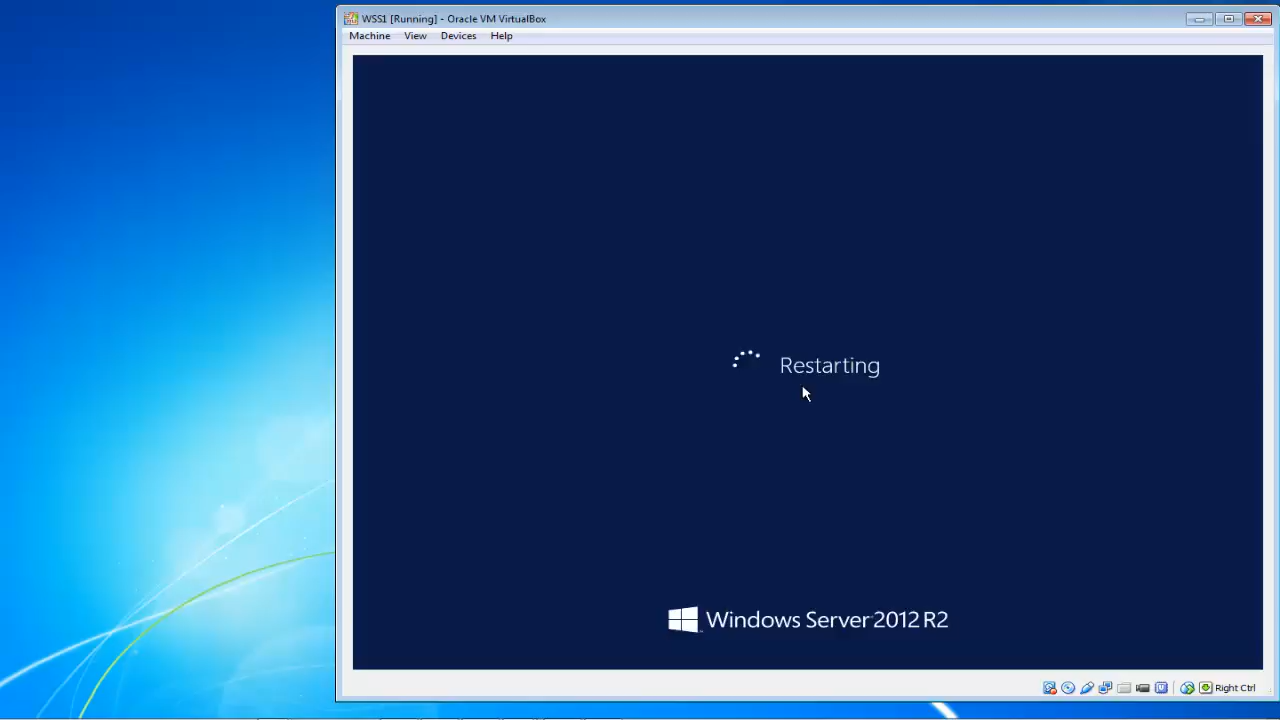 WSS1 [Running] - Oracle VM VirtualBox
Machine View Devices Help
Restarting
Windows Server 2012 R2
Right Ctrl